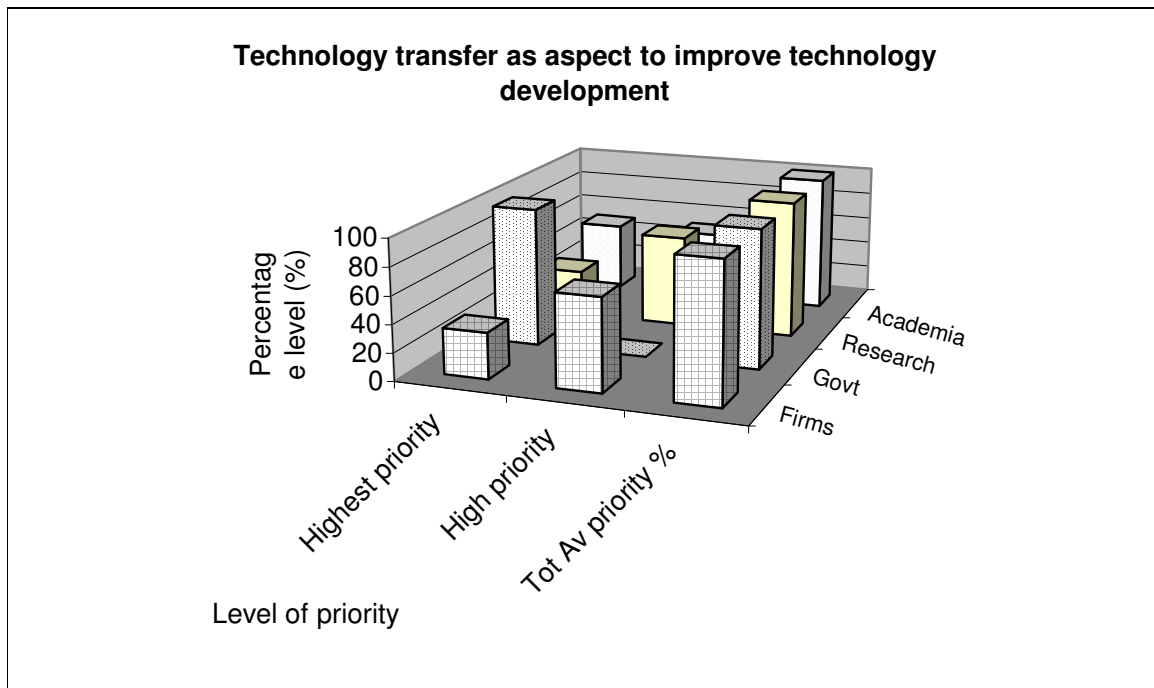 Technology transfer as aspect to improve technology
development
Percentag
e level (%)
100
80
60
40
20
0
Highest priority
High priority
Tot Av priority %
Academia
Research
Govt
Firms
Level of priority